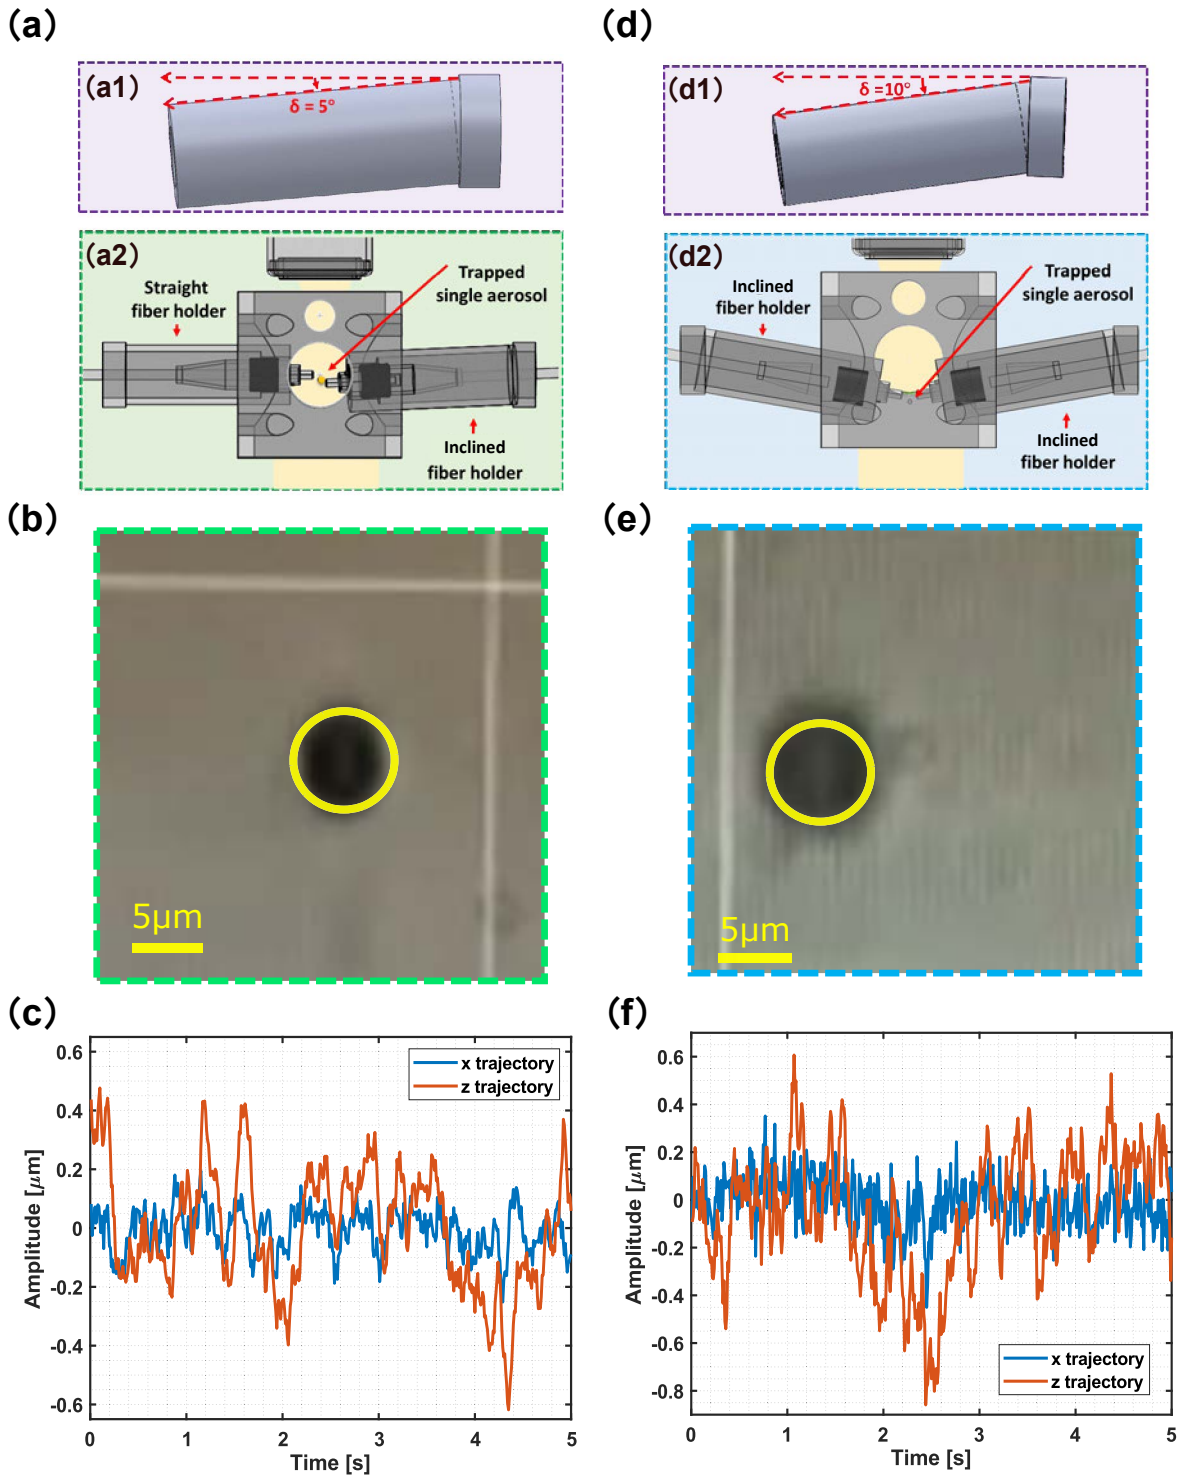 (a)
(a1)
δ = 5°
(a2)
Straight
fiber holder
Trapped
single aerosol
Inclined
fiber holder
(b)
5µm
(c)
Amplitude [µm]
0.6
0.4
0.2
0
-0.2
-0.4
-0.6
x trajectory
z trajectory
0 1 2 3 4 5
Time [s]
(d)
(d1)
δ =10°
(d2)
Inclined
fiber holder
Trapped
single aerosol
Inclined
fiber holder
(e)
5µm
(f)
Amplitude [µm]
0.6
0.4
0.2
0
-0.2
-0.4
-0.6
-0.8
x trajectory
z trajectory
0 1 2 3 4 5
Time [s]